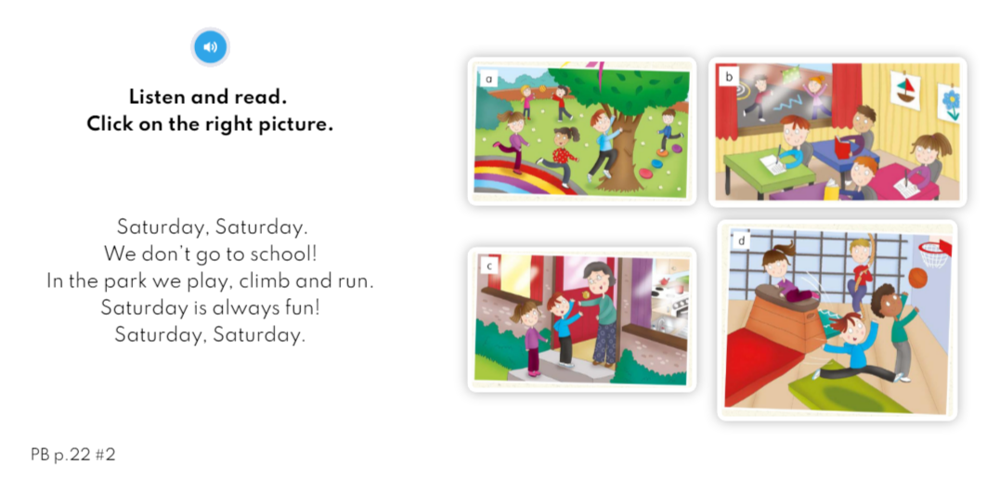 Listen and read.
Click on the right picture.
Saturday, Saturday.
We don't go to school!
In the park we play, climb and run.
Saturday is always fun!
Saturday, Saturday.
PB p.22 #2
a
b
c
d